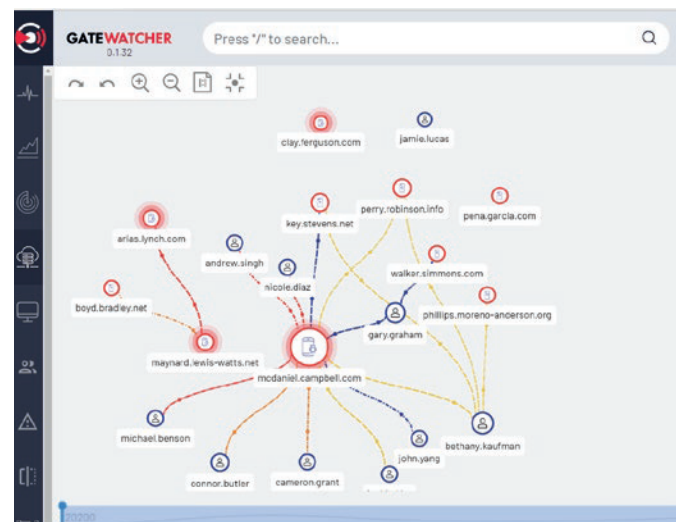 GATEWATCHER
0.1.32
Press "/" to search...
clay.ferguson.com
jamie.lucas
key.stevens.net
perry.robinson.info
pena.garcia.com
arias.lynch.com
andrew.singh
walker.simmons.com
nicole.diaz
boyd.bradley.net
phillips.moreno-anderson.org
gary.graham
maynard.lewis-watts.net
mcdaniel.campbell.com
michael.benson
john.yang
bethany.kaufman
connor.butler
cameron.grant
20200